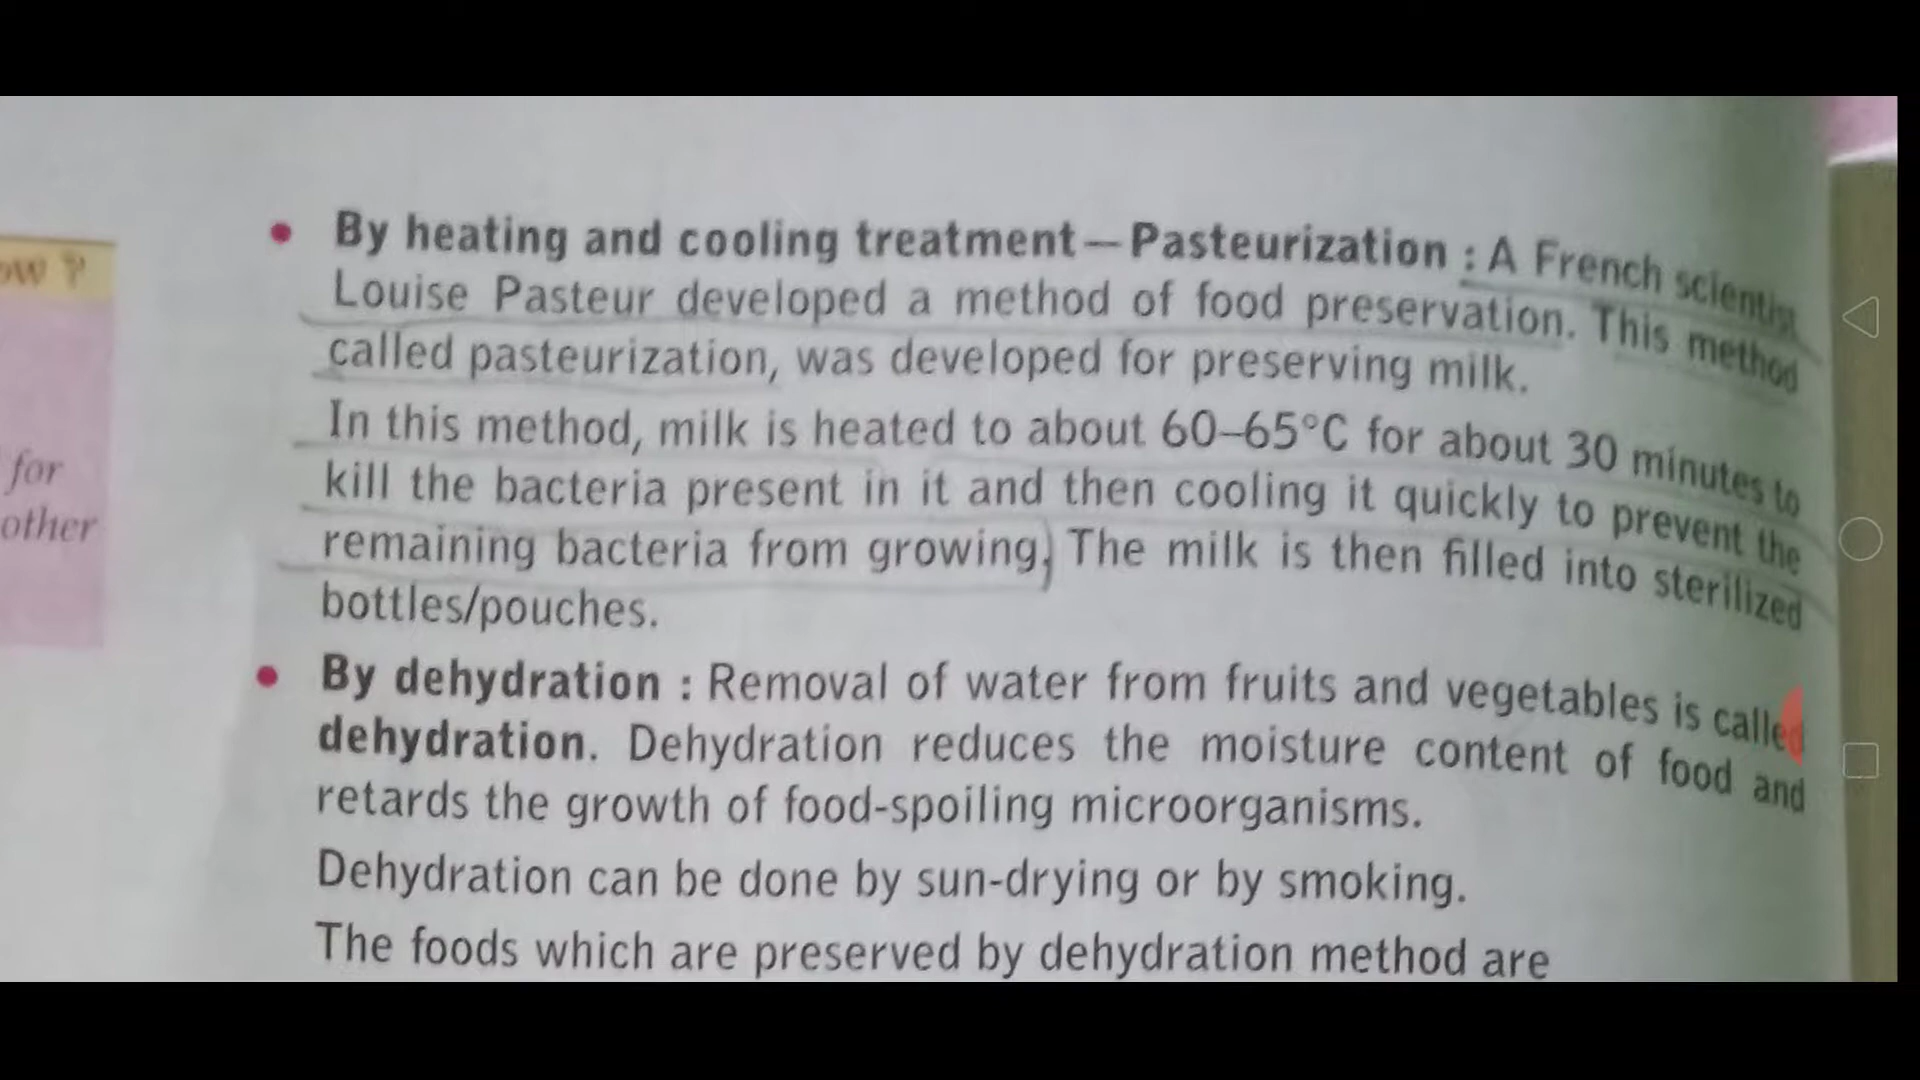 ow ?
for
other
• By heating and cooling treatment—Pasteurization : A French scientist
Louise Pasteur developed a method of food preservation. This method
called pasteurization, was developed for preserving milk.
In this method, milk is heated to about 60–65°C for about 30 minutes to
kill the bacteria present in it and then cooling it quickly to prevent the
remaining bacteria from growing. The milk is then filled into sterilized
bottles/pouches.
• By dehydration : Removal of water from fruits and vegetables is called
dehydration. Dehydration reduces the moisture content of food and
retards the growth of food-spoiling microorganisms.
Dehydration can be done by sun-drying or by smoking.
The foods which are preserved by dehydration method are